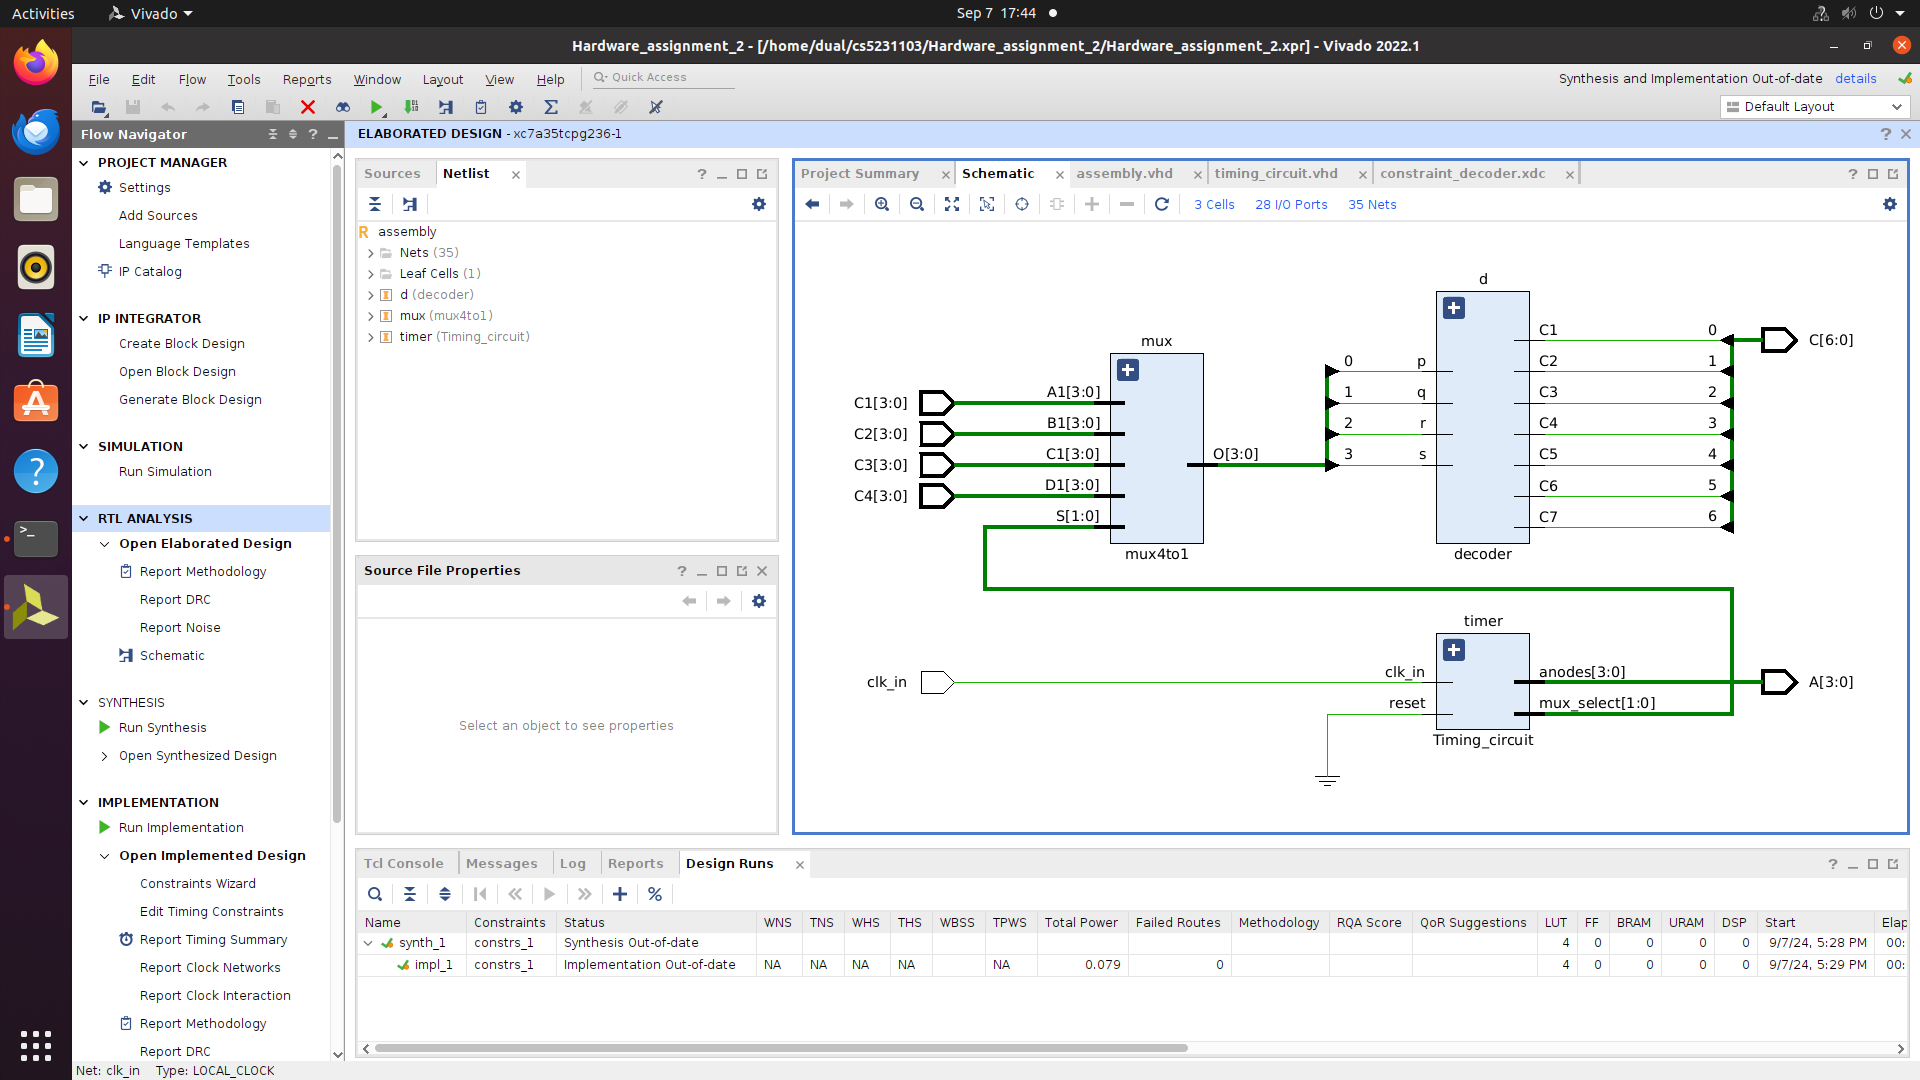 Activities
Vivado
Sep 7 17:44
Hardware_assignment_2 - [/home/dual/cs5231103/Hardware_assignment_2/Hardware_assignment_2.xpr] - Vivado 2022.1
File Edit Flow Tools Reports Window Layout View Help
Quick Access
Synthesis and Implementation Out-of-date details
Default Layout
Flow Navigator
PROJECT MANAGER
Settings
Add Sources
Language Templates
IP Catalog
IP INTEGRATOR
Create Block Design
Open Block Design
Generate Block Design
SIMULATION
Run Simulation
RTL ANALYSIS
Open Elaborated Design
Report Methodology
Report DRC
Report Noise
Schematic
SYNTHESIS
Run Synthesis
Open Synthesized Design
IMPLEMENTATION
Run Implementation
Open Implemented Design
Constraints Wizard
Edit Timing Constraints
Report Timing Summary
Report Clock Networks
Report Clock Interaction
Report Methodology
Report DRC
ELABORATED DESIGN - xc7a35tcpg236-1
Sources Netlist
assembly
Nets (35)
Leaf Cells (1)
d (decoder)
mux (mux4to1)
timer (Timing_circuit)
Source File Properties
Select an object to see properties
Project Summary Schematic assembly.vhd timing_circuit.vhd constraint_decoder.xdc
3 Cells 28 I/O Ports 35 Nets
C1[3:0]
C2[3:0]
C3[3:0]
C4[3:0]
mux
A1[3:0]
B1[3:0]
C1[3:0]
D1[3:0]
S[1:0]
O[3:0]
mux4to1
d
0 p
1 q
2 r
3 s
C1 0
C2 1
C3 2
C4 3
C5 4
C6 5
C7 6
decoder
C[6:0]
clk_in
timer
clk_in
reset
anodes[3:0]
mux_select[1:0]
Timing_circuit
A[3:0]
Tcl Console Messages Log Reports Design Runs
Name Constraints Status WNS TNS WHS THS WBSS TPWS Total Power Failed Routes Methodology RQA Score QoR Suggestions LUT FF BRAM URAM DSP Start Elap
synth_1 constrs_1 Synthesis Out-of-date 4 0 0 0 0 9/7/24, 5:28 PM 00:
impl_1 constrs_1 Implementation Out-of-date NA NA NA NA NA 0.079 0 4 0 0 0 0 9/7/24, 5:29 PM 00:
Net: clk_in Type: LOCAL_CLOCK